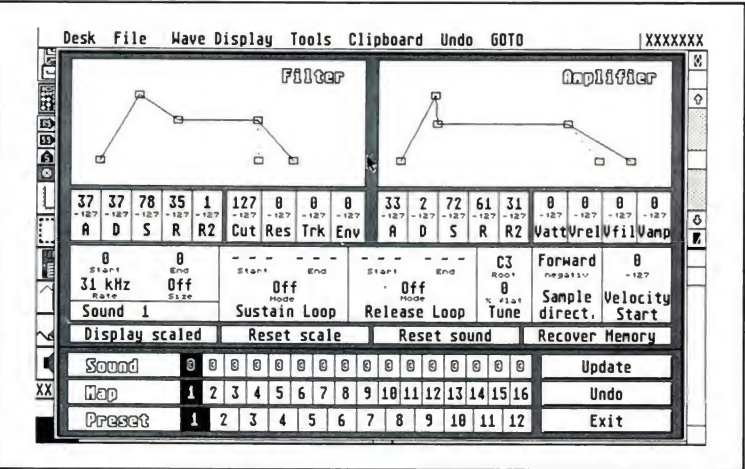 Desk File Wave Display Tools Clipboard Undo GOTO XXXXXXX
Filter Amplifier
37 37 78 35 1 127 0 0 0 33 2 72 61 31 0 0 0 0
-127 -127 -127 -127 -127 -127 -127 -127 -127 -127 -127 -127 -127 -127 -127 -127 -127 -127
A D S R R2 Cut Res Trk Env A D S R R2 Vatt Vrel Vfil Vamp
0 0 - - - - - - - - - - - - C3 Forward 0
Start End Start End Start End Root negativ -127
31 kHz Off Off Off 0
Rate Size Mode Mode % flat Sample Velocity
Sound 1 Sustain Loop Release Loop Tune direct. Start
Display scaled Reset scale Reset sound Recover Memory
Sound 0 0 0 0 0 0 0 0 0 0 0 0 0 0 0 0 Update
XX Map 1 2 3 4 5 6 7 8 9 10 11 12 13 14 15 16 Undo
Preset 1 2 3 4 5 6 7 8 9 10 11 12 Exit